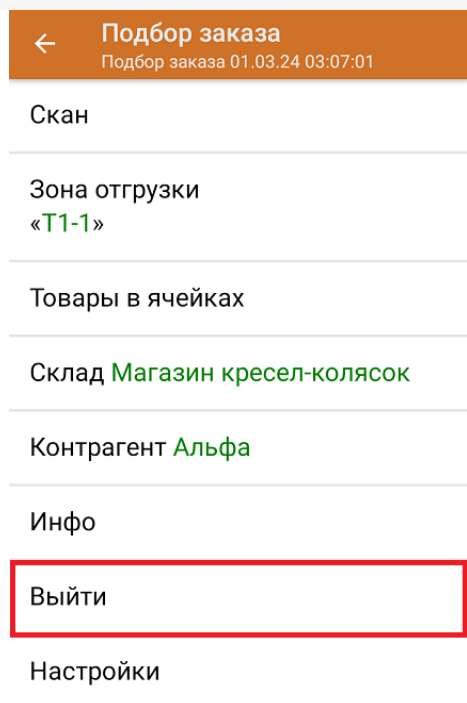 Подбор заказа
Подбор заказа 01.03.24 03:07:01
Скан
Зона отгрузки
«Т1-1»
Товары в ячейках
Склад Магазин кресел-колясок
Контрагент Альфа
Инфо
Выйти
Настройки